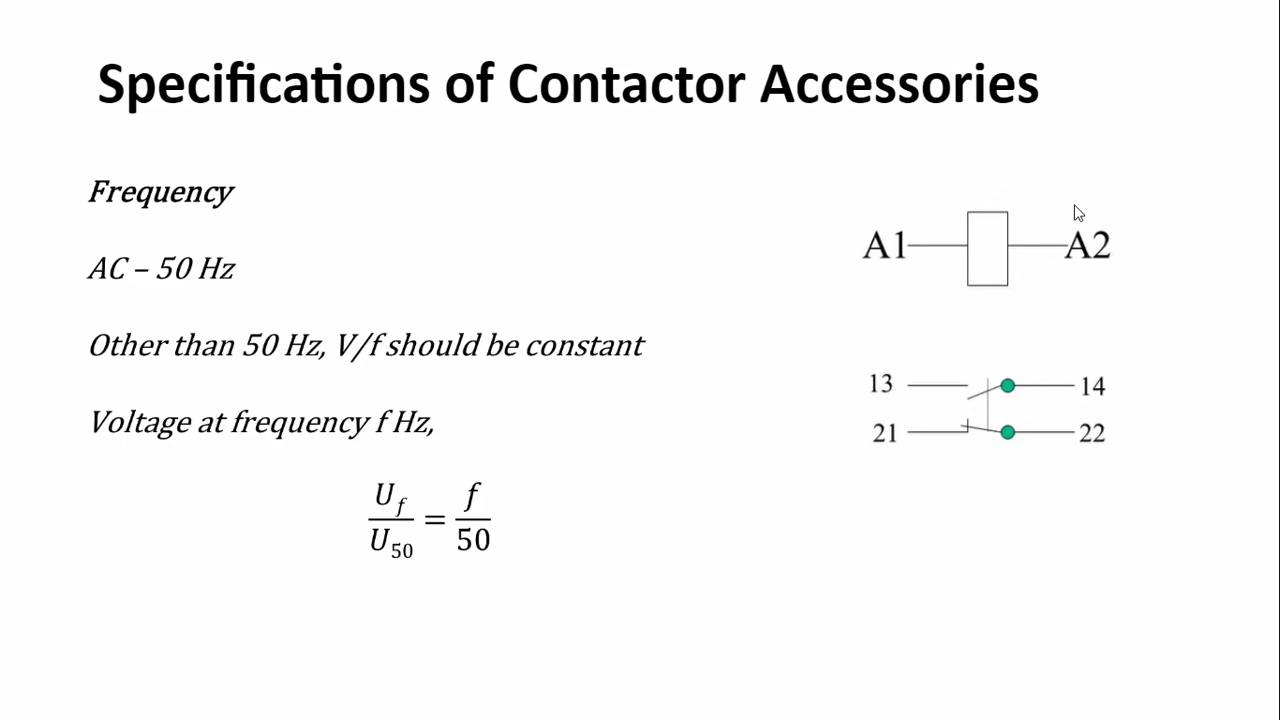 Specifications of Contactor Accessories
Frequency
AC – 50 Hz
Other than 50 Hz, V/f should be constant
Voltage at frequency f Hz,
U_f / U_50 = f / 50
A1 A2
13 14
21 22